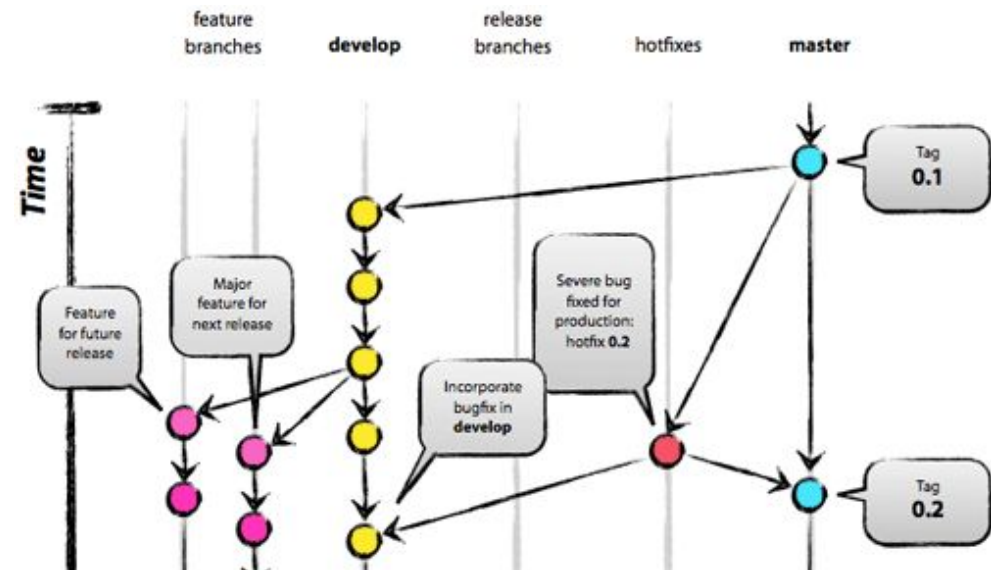 feature
branches
develop
release
branches
hotfixes
master
Time
Tag
0.1
Major
feature for
next release
Severe bug
fixed for
production:
hotfix 0.2
Feature
for future
release
Incorporate
bugfix in
develop
Tag
0.2